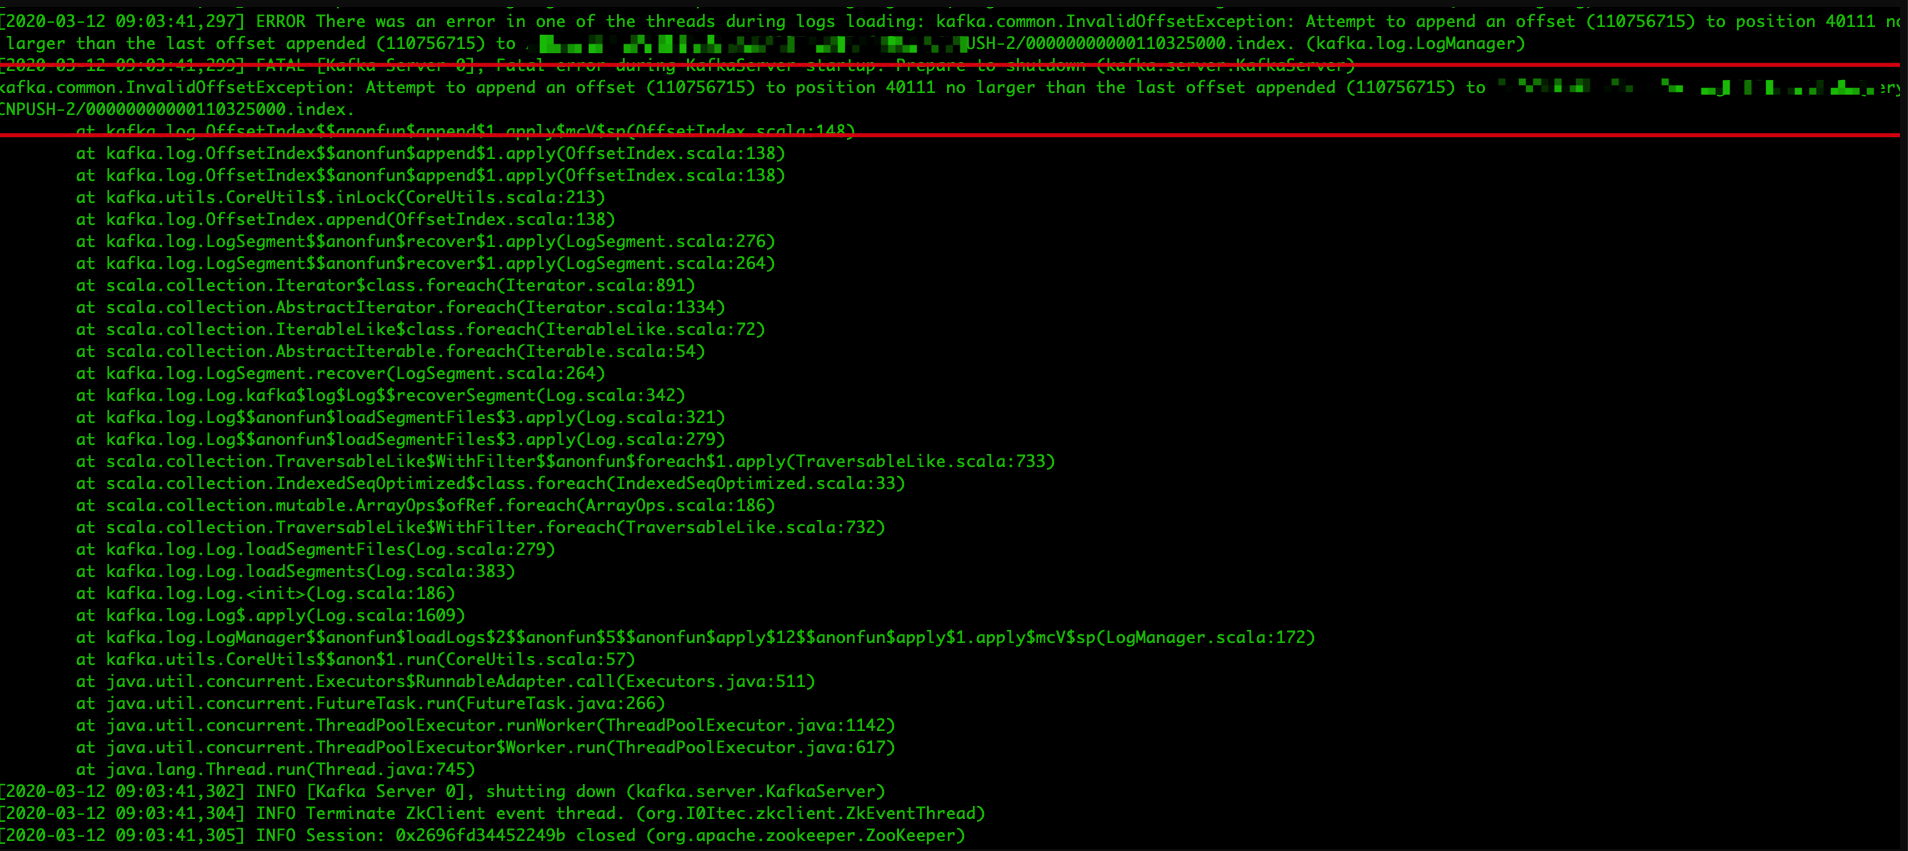 [2020-03-12 09:03:41,297] ERROR There was an error in one of the threads during logs loading: kafka.common.InvalidOffsetException: Attempt to append an offset (110756715) to position 40111 no
larger than the last offset appended (110756715) to USH-2/00000000000110325000.index. (kafka.log.LogManager)
[2020-03-12 09:03:41,299] FATAL [Kafka Server 0], Fatal error during KafkaServer startup. Prepare to shutdown (kafka.server.KafkaServer)
kafka.common.InvalidOffsetException: Attempt to append an offset (110756715) to position 40111 no larger than the last offset appended (110756715) to ery
CNPUSH-2/00000000000110325000.index.
at kafka.log.OffsetIndex$$anonfun$append$1.apply$mcV$sp(OffsetIndex.scala:148)
at kafka.log.OffsetIndex$$anonfun$append$1.apply(OffsetIndex.scala:138)
at kafka.log.OffsetIndex$$anonfun$append$1.apply(OffsetIndex.scala:138)
at kafka.utils.CoreUtils$.inLock(CoreUtils.scala:213)
at kafka.log.OffsetIndex.append(OffsetIndex.scala:138)
at kafka.log.LogSegment$$anonfun$recover$1.apply(LogSegment.scala:276)
at kafka.log.LogSegment$$anonfun$recover$1.apply(LogSegment.scala:264)
at scala.collection.Iterator$class.foreach(Iterator.scala:891)
at scala.collection.AbstractIterator.foreach(Iterator.scala:1334)
at scala.collection.IterableLike$class.foreach(IterableLike.scala:72)
at scala.collection.AbstractIterable.foreach(Iterable.scala:54)
at kafka.log.LogSegment.recover(LogSegment.scala:264)
at kafka.log.Log.kafka$log$Log$$recoverSegment(Log.scala:342)
at kafka.log.Log$$anonfun$loadSegmentFiles$3.apply(Log.scala:321)
at kafka.log.Log$$anonfun$loadSegmentFiles$3.apply(Log.scala:279)
at scala.collection.TraversableLike$WithFilter$$anonfun$foreach$1.apply(TraversableLike.scala:733)
at scala.collection.IndexedSeqOptimized$class.foreach(IndexedSeqOptimized.scala:33)
at scala.collection.mutable.ArrayOps$ofRef.foreach(ArrayOps.scala:186)
at scala.collection.TraversableLike$WithFilter.foreach(TraversableLike.scala:732)
at kafka.log.Log.loadSegmentFiles(Log.scala:279)
at kafka.log.Log.loadSegments(Log.scala:383)
at kafka.log.Log.<init>(Log.scala:186)
at kafka.log.Log$.apply(Log.scala:1609)
at kafka.log.LogManager$$anonfun$loadLogs$2$$anonfun$5$$anonfun$apply$12$$anonfun$apply$1.apply$mcV$sp(LogManager.scala:172)
at kafka.utils.CoreUtils$$anon$1.run(CoreUtils.scala:57)
at java.util.concurrent.Executors$RunnableAdapter.call(Executors.java:511)
at java.util.concurrent.FutureTask.run(FutureTask.java:266)
at java.util.concurrent.ThreadPoolExecutor.runWorker(ThreadPoolExecutor.java:1142)
at java.util.concurrent.ThreadPoolExecutor$Worker.run(ThreadPoolExecutor.java:617)
at java.lang.Thread.run(Thread.java:745)
[2020-03-12 09:03:41,302] INFO [Kafka Server 0], shutting down (kafka.server.KafkaServer)
[2020-03-12 09:03:41,304] INFO Terminate ZkClient event thread. (org.I0Itec.zkclient.ZkEventThread)
[2020-03-12 09:03:41,305] INFO Session: 0x2696fd34452249b closed (org.apache.zookeeper.ZooKeeper)